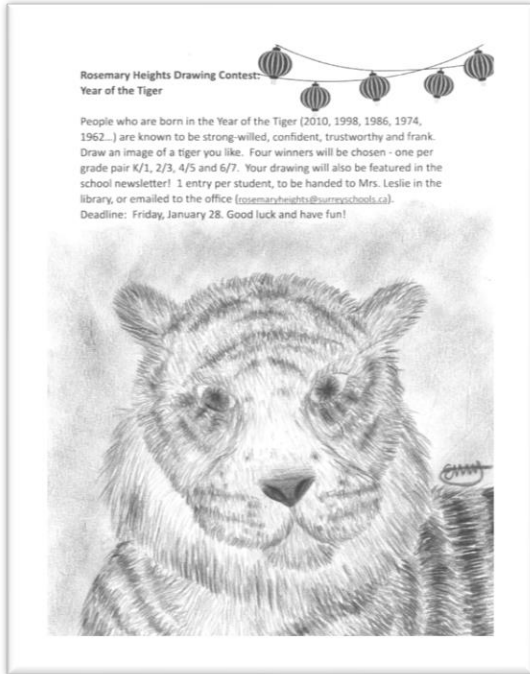 Rosemary Heights Drawing Contest:
Year of the Tiger
People who are born in the Year of the Tiger (2010, 1998, 1986, 1974,
1962...) are known to be strong-willed, confident, trustworthy and frank.
Draw an image of a tiger you like.  Four winners will be chosen - one per
grade pair K/1, 2/3, 4/5 and 6/7.  Your drawing will also be featured in the
school newsletter!  1 entry per student, to be handed to Mrs. Leslie in the
library, or emailed to the office (rosemaryheights@surreyschools.ca).
Deadline:  Friday, January 28. Good luck and have fun!